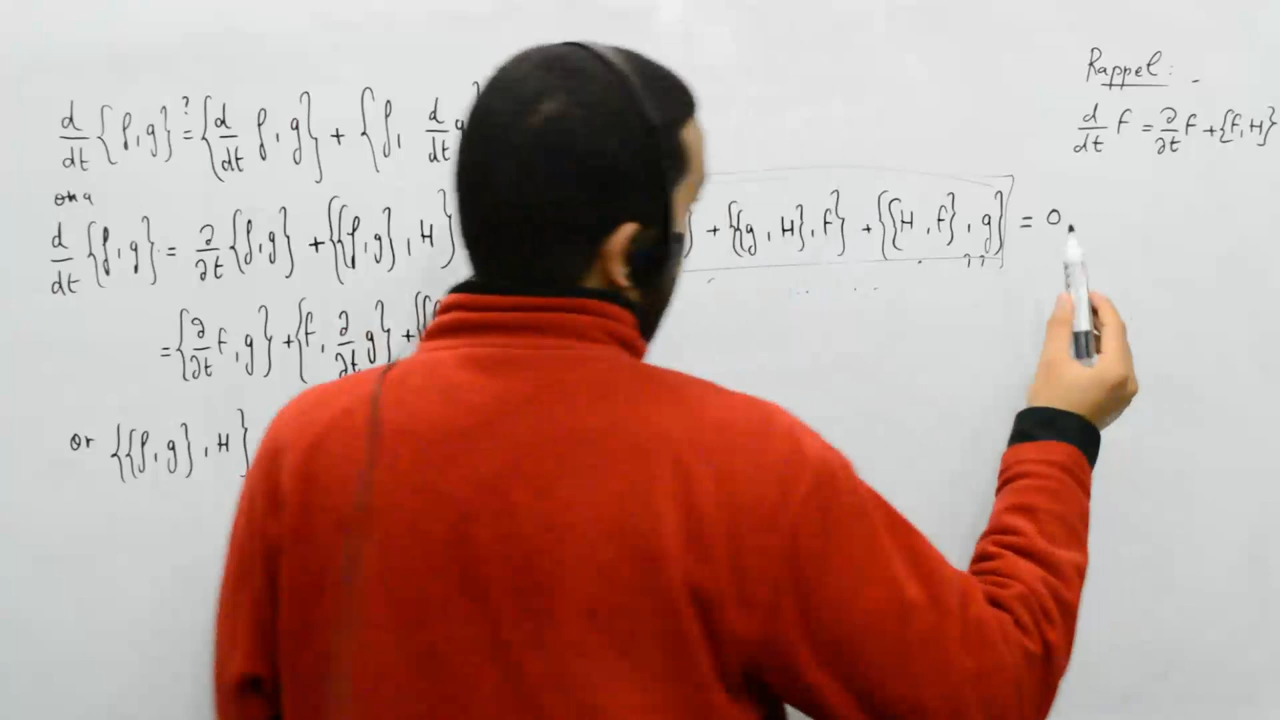 Rappel:
d/dt f = ∂/∂t f + {f, H}
d/dt {f, g} ?= {d/dt f, g} + {f, d/dt g
on a
d/dt {f, g} = ∂/∂t {f, g} + {{f, g}, H}
} + {{g, H}, f} + {{H, f}, g} = 0
= {∂/∂t f, g} + {f, ∂/∂t g} + {
or {{f, g}, H}